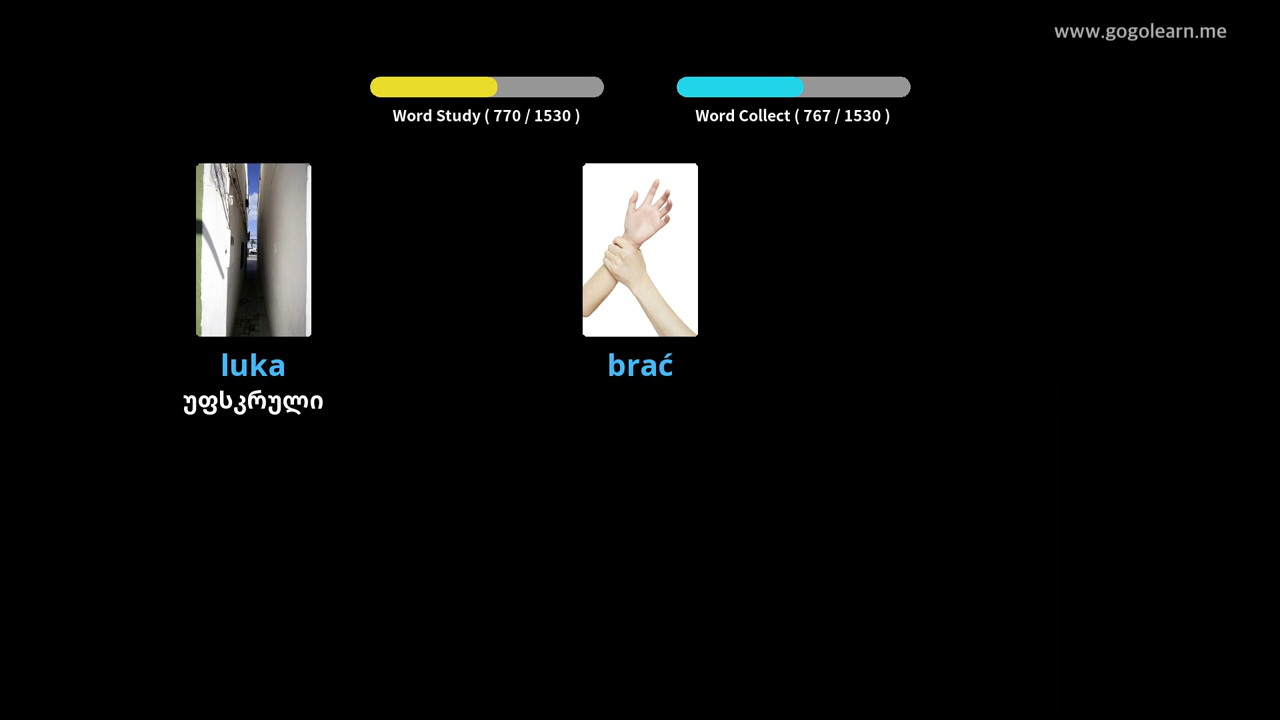 www.gogolearn.me
Word Study ( 770 / 1530 )
Word Collect ( 767 / 1530 )
luka
უფსკრული
brać